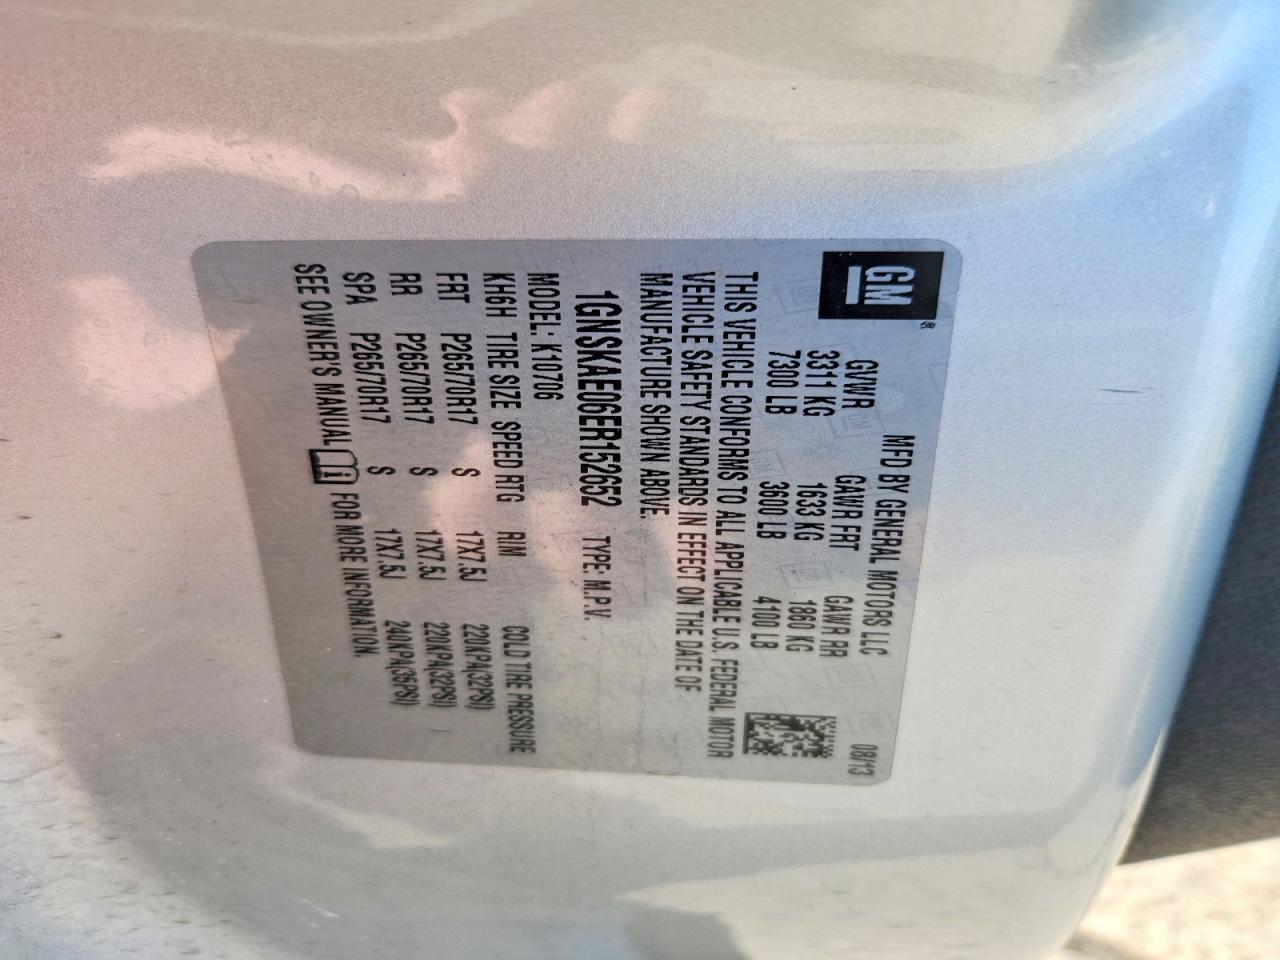 GM ®
MFD BY GENERAL MOTORS LLC 08/13
GVWR GAWR FRT GAWR RR
3311 KG 1633 KG 1860 KG
7300 LB 3600 LB 4100 LB
THIS VEHICLE CONFORMS TO ALL APPLICABLE U.S. FEDERAL MOTOR
VEHICLE SAFETY STANDARDS IN EFFECT ON THE DATE OF
MANUFACTURE SHOWN ABOVE.
1GNSKAE06ER152652 TYPE: M.P.V.
MODEL: K10706
KH6H TIRE SIZE SPEED RTG RIM COLD TIRE PRESSURE
FRT P265/70R17 S 17X7.5J 220KPA(32PSI)
RR P265/70R17 S 17X7.5J 220KPA(32PSI)
SPA P265/70R17 S 17X7.5J 240KPA(35PSI)
SEE OWNER'S MANUAL i FOR MORE INFORMATION.